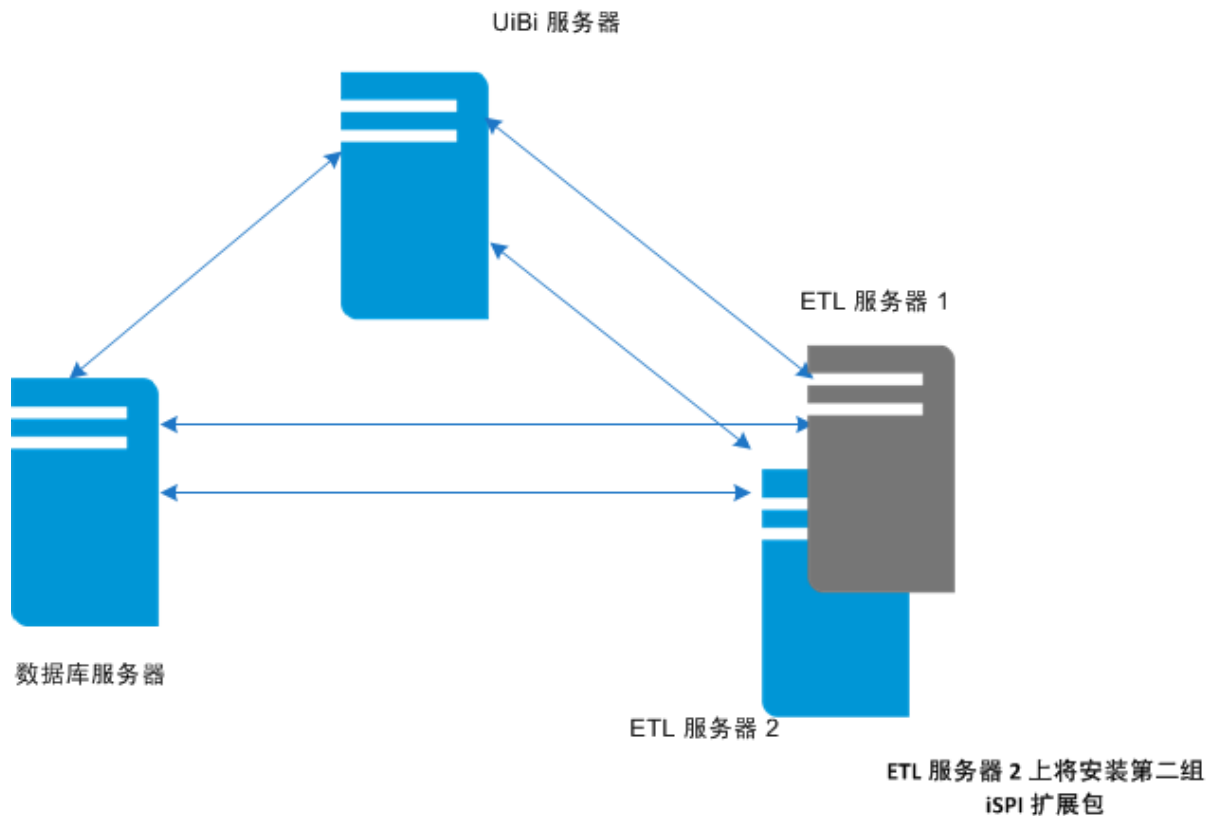 UiBi 服务器
ETL 服务器 1
数据库服务器
ETL 服务器 2
ETL 服务器 2 上将安装第二组
iSPI 扩展包